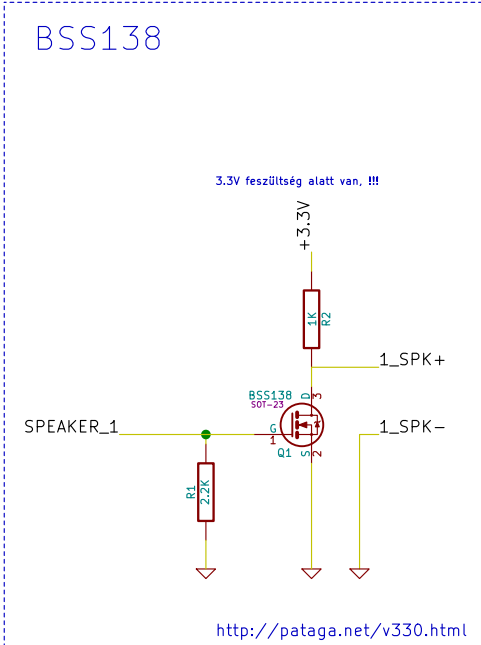 BSS138
3.3V feszültség alatt van, !!!
+3.3V
1K
R2
1_SPK+
BSS138
SOT-23
D
3
SPEAKER_1
G
1
1_SPK-
Q1
S
2
R1
2.2K
http://pataga.net/v330.html